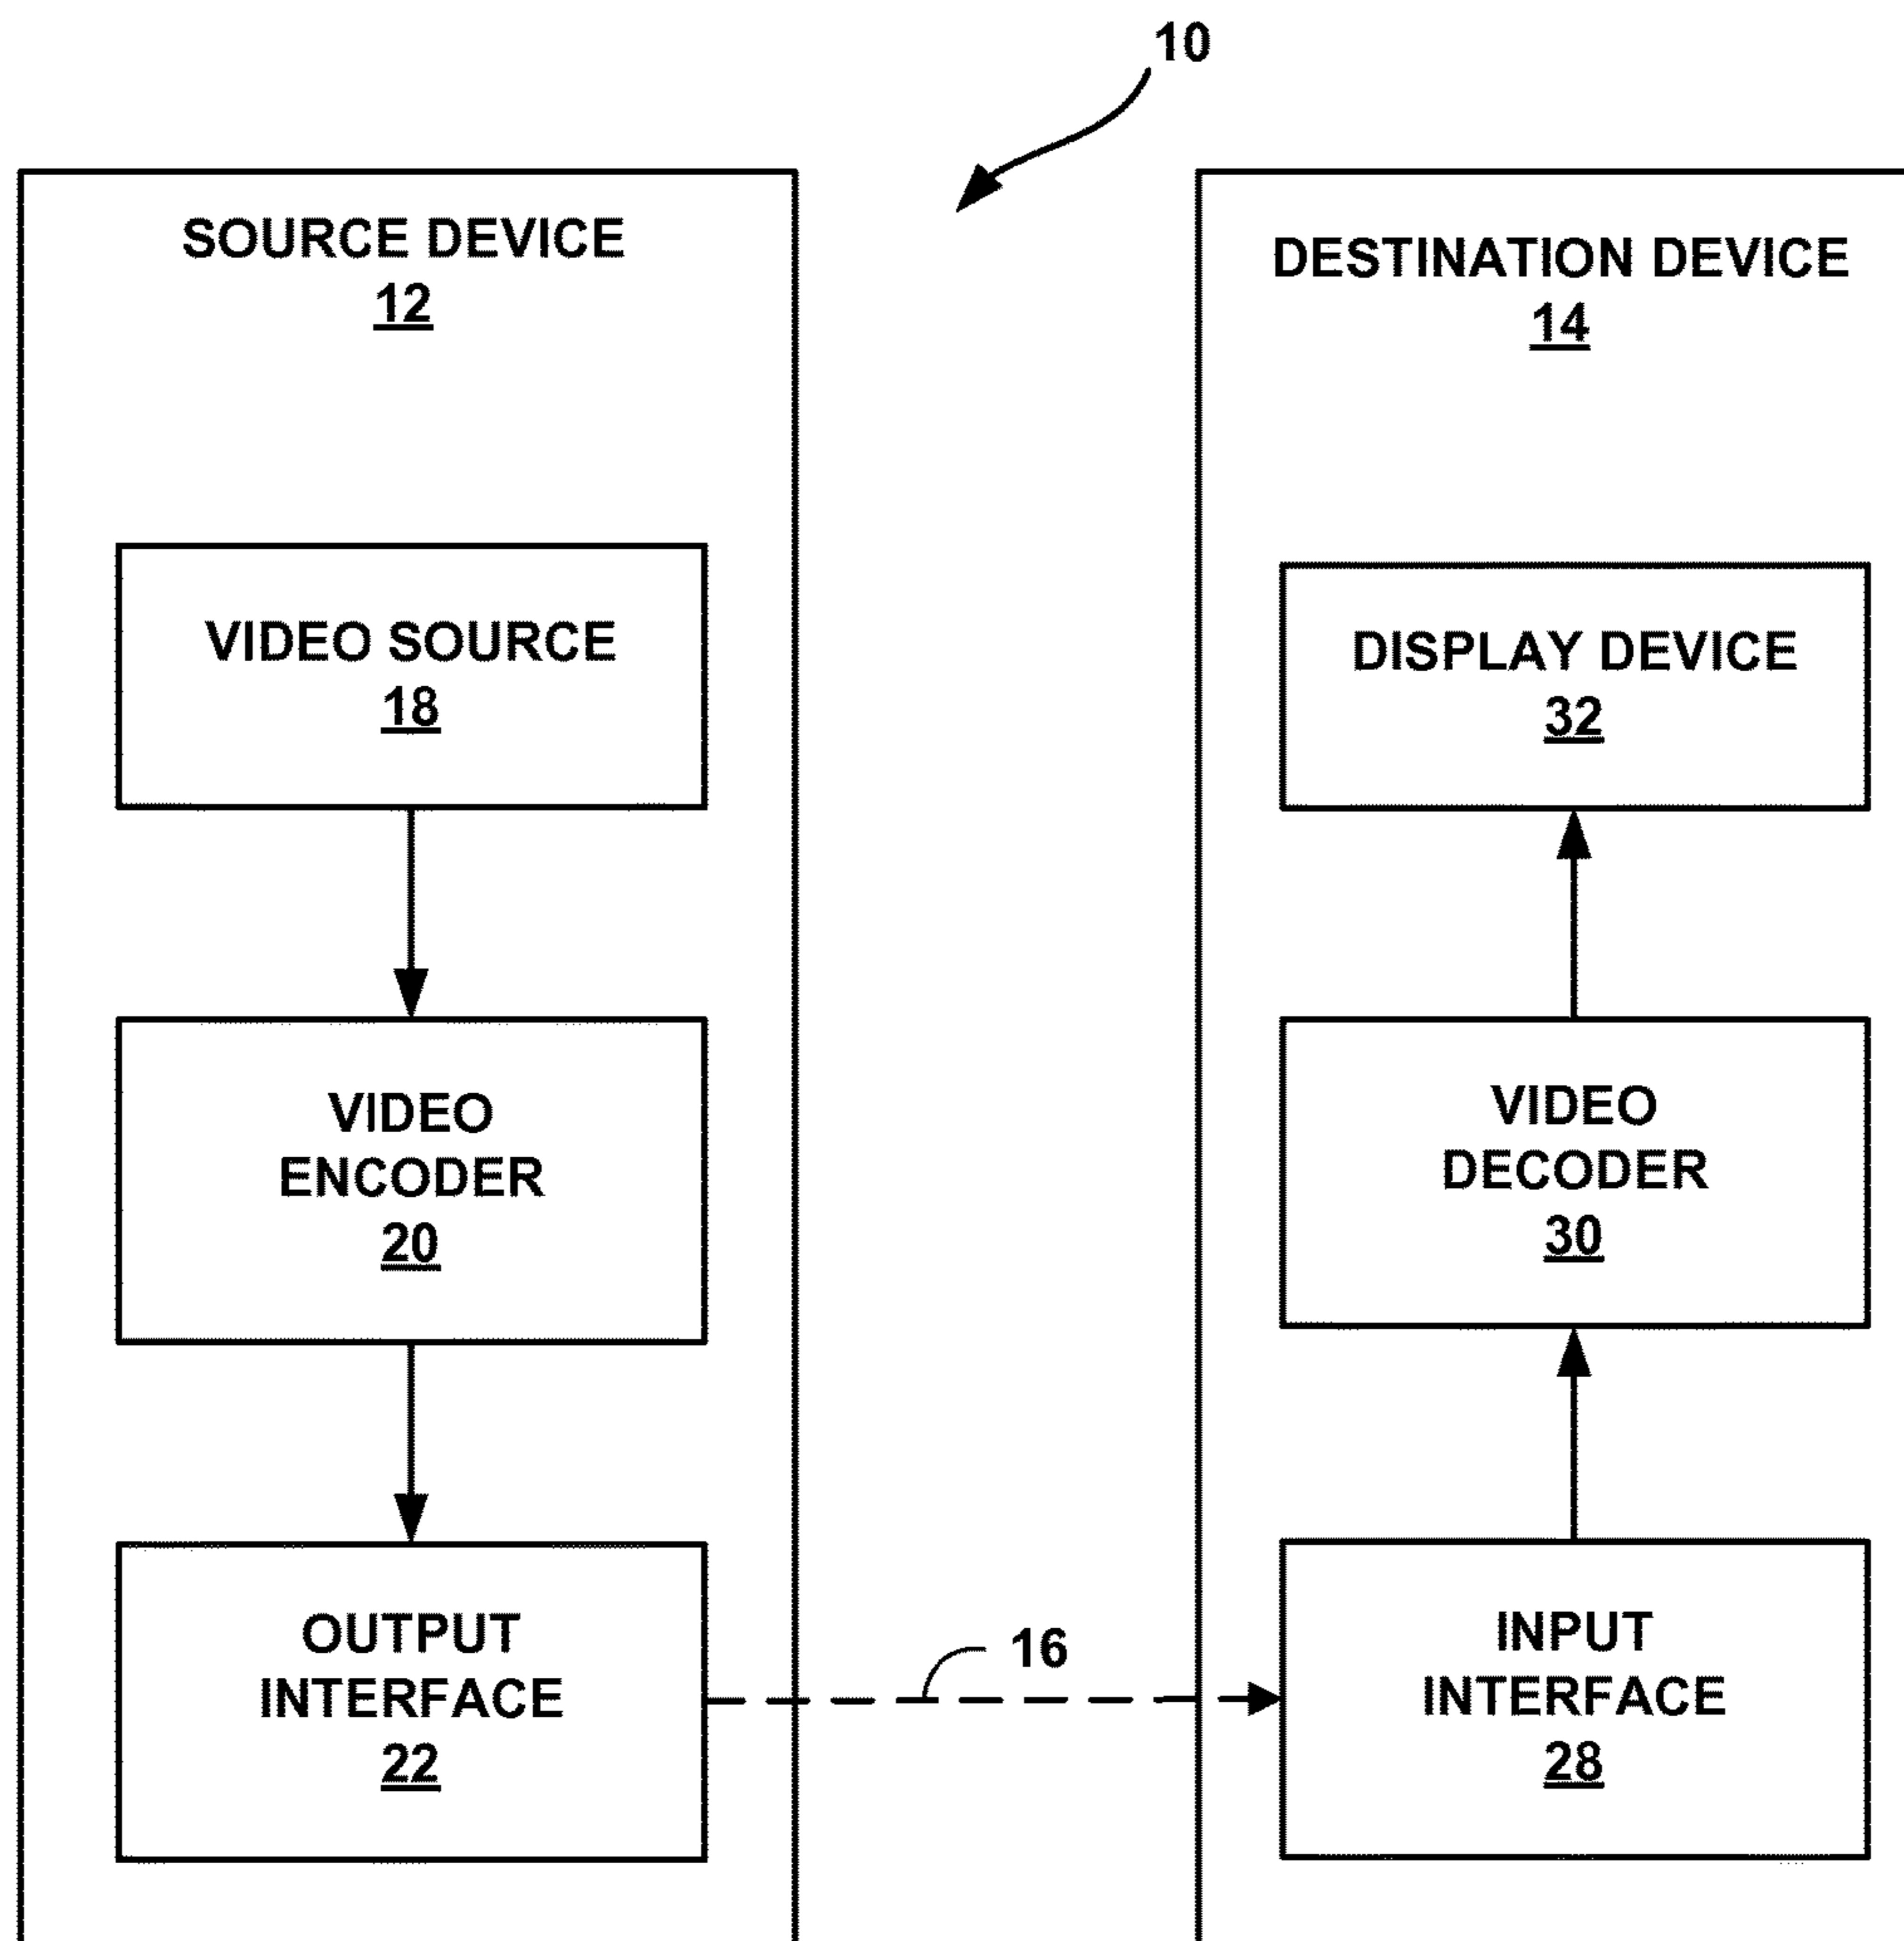 10
SOURCE DEVICE
12
VIDEO SOURCE
18
VIDEO
ENCODER
20
OUTPUT
INTERFACE
22
16
DESTINATION DEVICE
14
DISPLAY DEVICE
32
VIDEO
DECODER
30
INPUT
INTERFACE
28